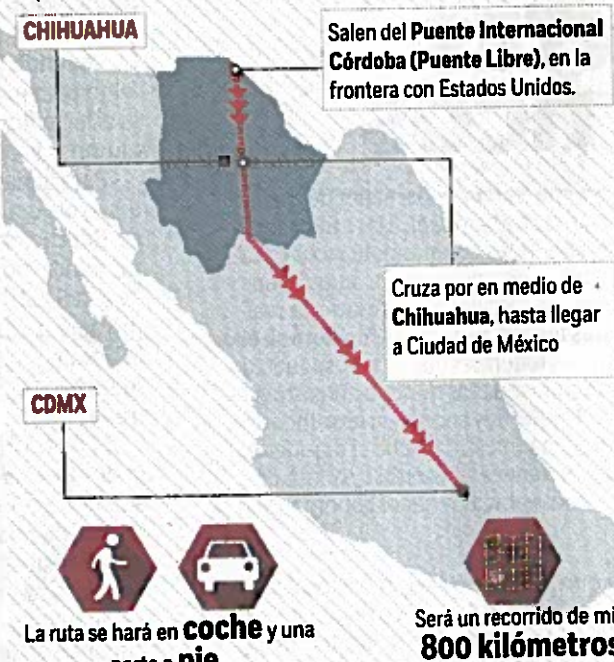 CHIHUAHUA
Salen del Puente Internacional
Córdoba (Puente Libre), en la
frontera con Estados Unidos.
Cruza por en medio de
Chihuahua, hasta llegar
a Ciudad de México
CDMX
La ruta se hará en coche y una
parte a pie
Será un recorrido de mil
800 kilómetros